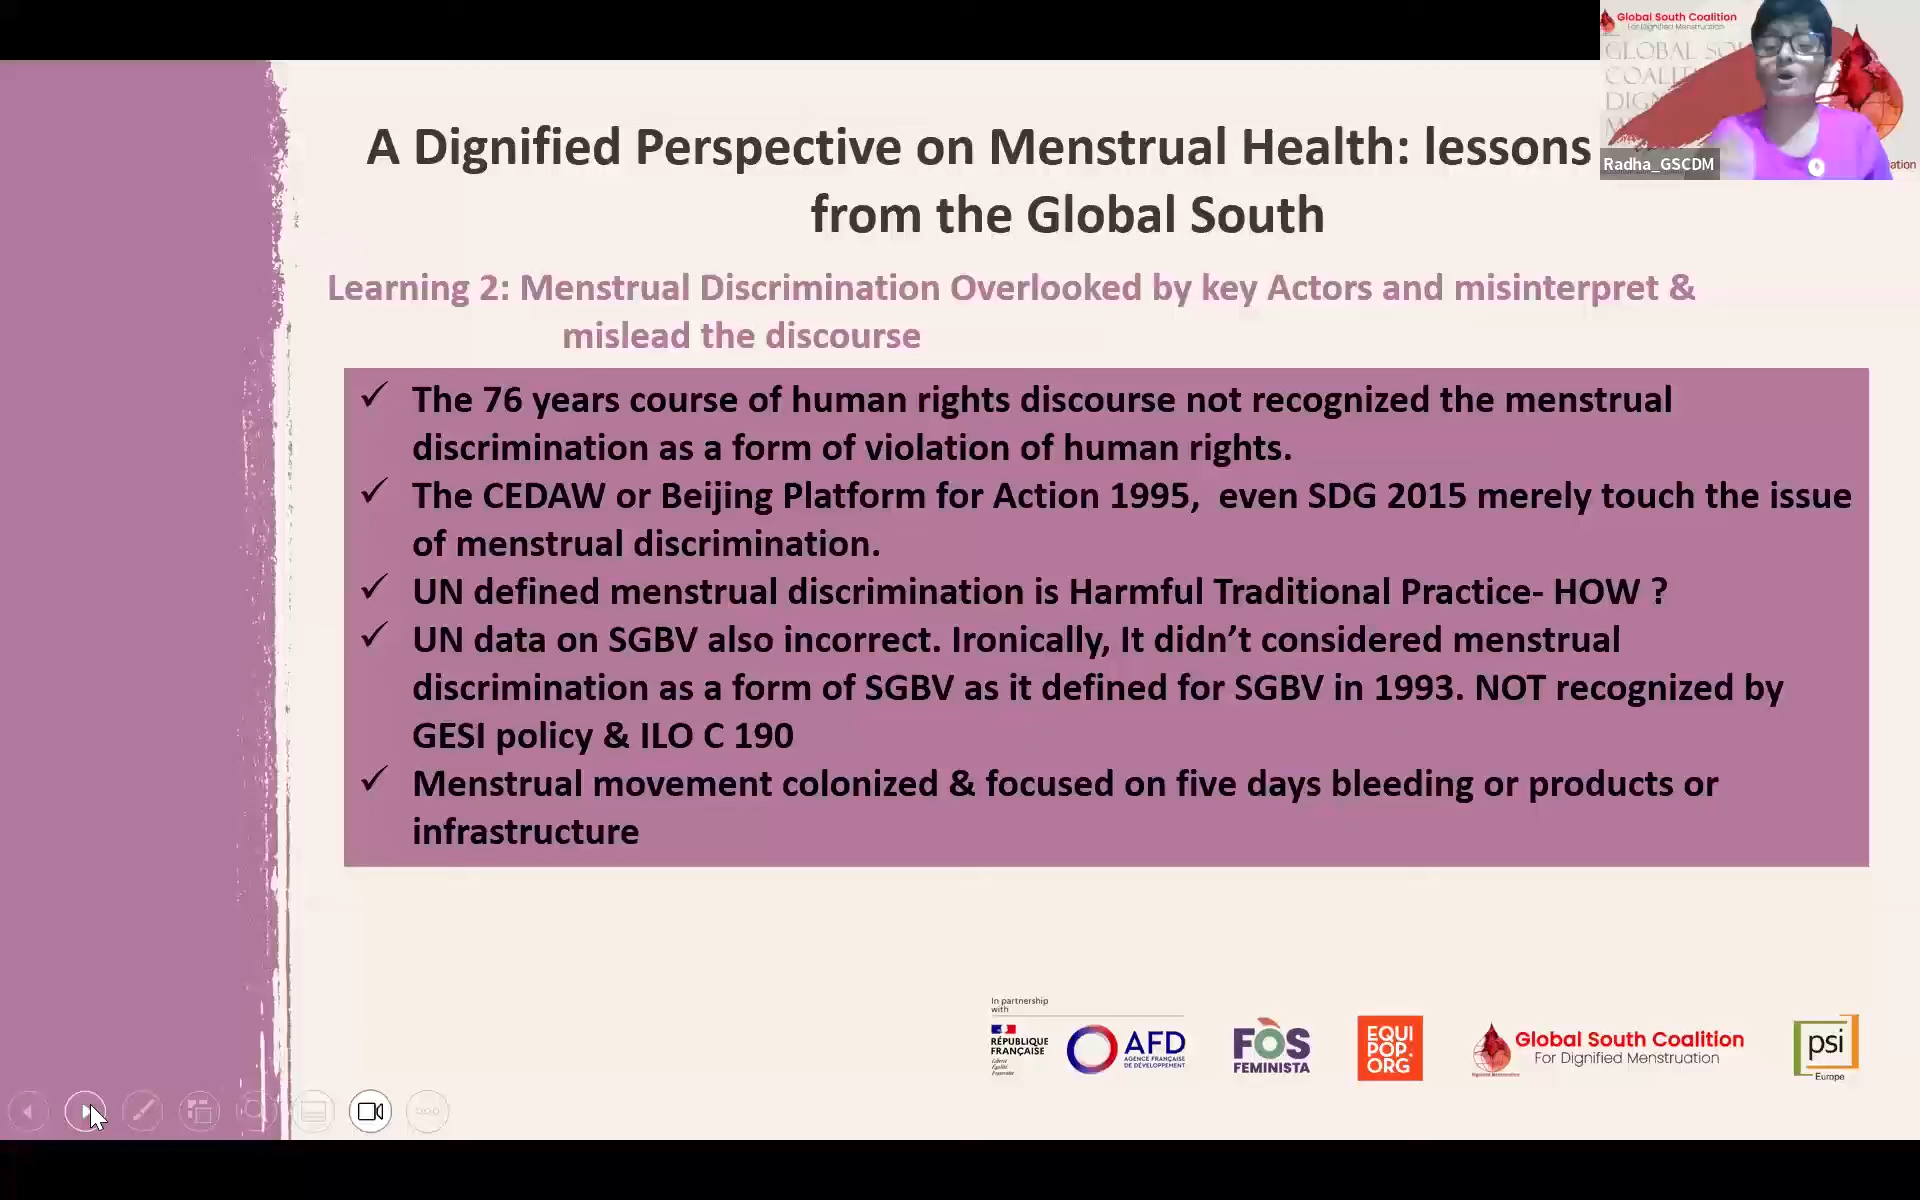 Global South Coalition
For Dignified Menstruation
GLOBAL SO
COALI
DIG
M
ation
Radha_GSCDM
A Dignified Perspective on Menstrual Health: lessons
from the Global South
Learning 2: Menstrual Discrimination Overlooked by key Actors and misinterpret &
mislead the discourse
✓ The 76 years course of human rights discourse not recognized the menstrual
discrimination as a form of violation of human rights.
✓ The CEDAW or Beijing Platform for Action 1995,  even SDG 2015 merely touch the issue
of menstrual discrimination.
✓ UN defined menstrual discrimination is Harmful Traditional Practice- HOW ?
✓ UN data on SGBV also incorrect. Ironically, It didn’t considered menstrual
discrimination as a form of SGBV as it defined for SGBV in 1993. NOT recognized by
GESI policy & ILO C 190
✓ Menstrual movement colonized & focused on five days bleeding or products or
infrastructure
In partnership
with
RÉPUBLIQUE
FRANÇAISE
Liberté
Égalité
Fraternité
AFD
AGENCE FRANÇAISE
DE DÉVELOPPEMENT
FÒS
FEMINISTA
EQUI
POP.
ORG
Global South Coalition
For Dignified Menstruation
psi
Europe